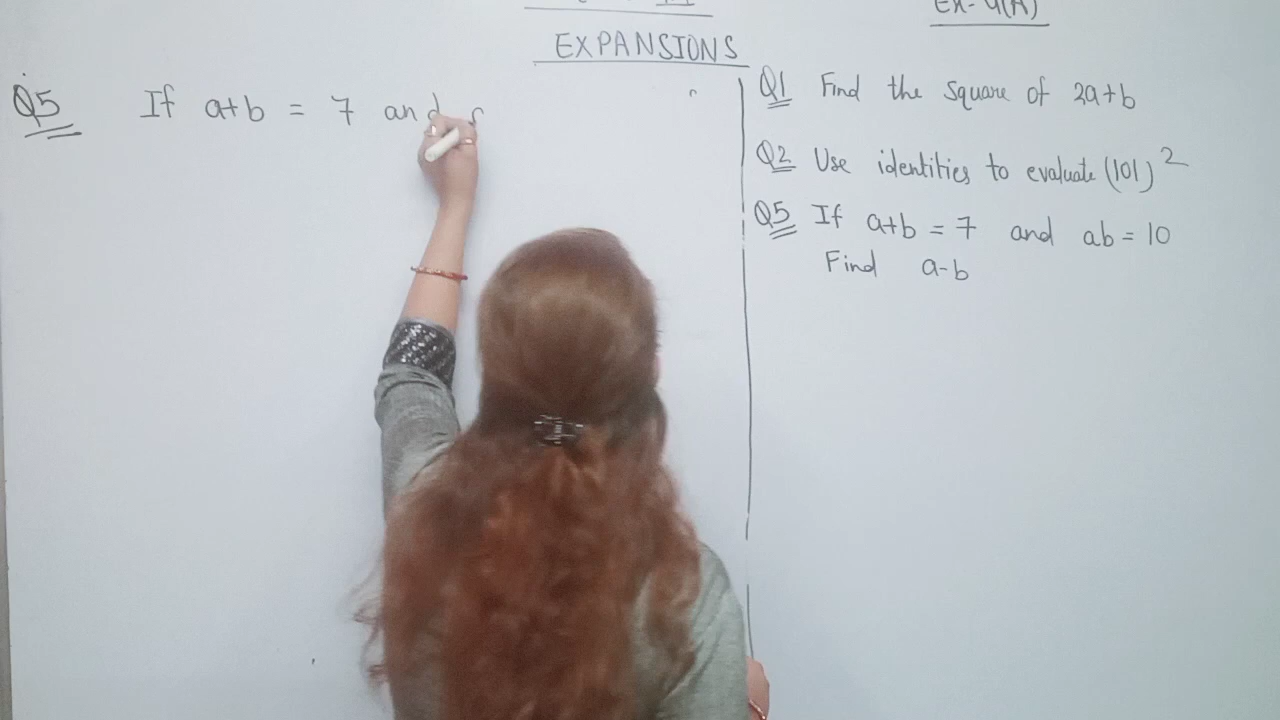 Ex-4(A)
EXPANSIONS
Q5 If a+b = 7 and
Q1 Find the square of 2a+b
Q2 Use identities to evaluate (101)²
Q5 If a+b = 7 and ab = 10
Find a-b